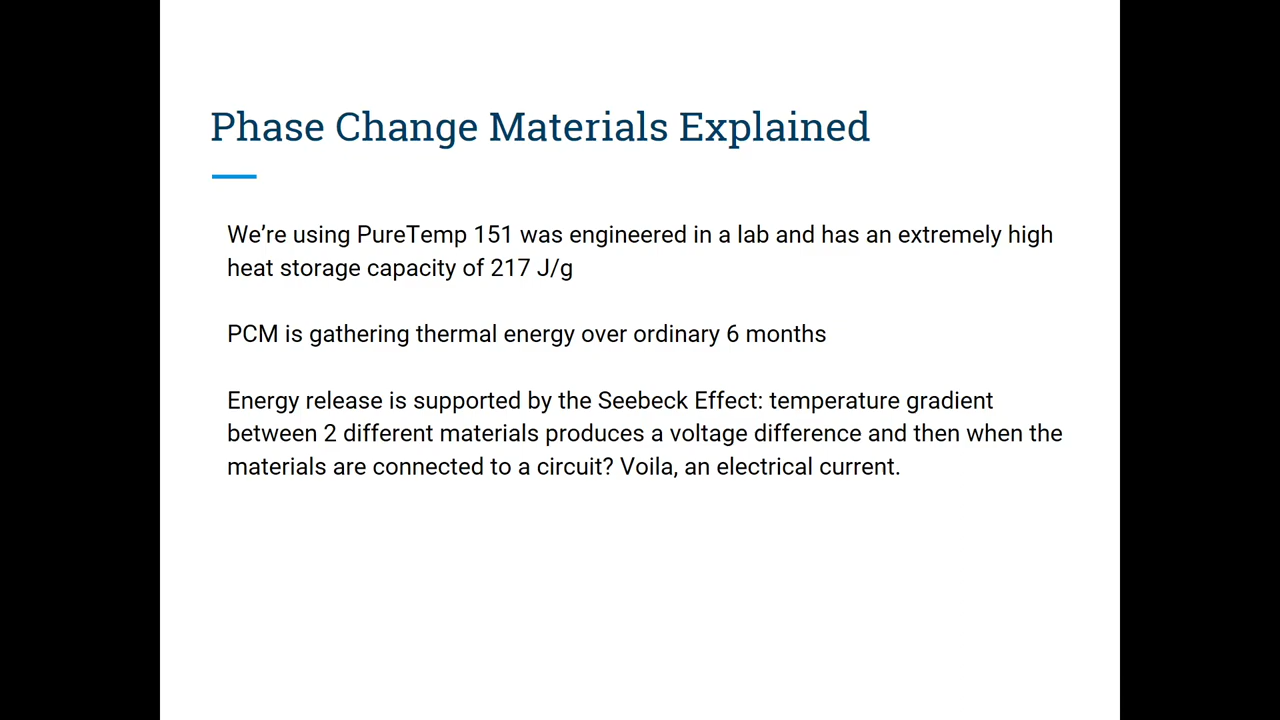 Phase Change Materials Explained
We’re using PureTemp 151 was engineered in a lab and has an extremely high
heat storage capacity of 217 J/g
PCM is gathering thermal energy over ordinary 6 months
Energy release is supported by the Seebeck Effect: temperature gradient
between 2 different materials produces a voltage difference and then when the
materials are connected to a circuit? Voila, an electrical current.